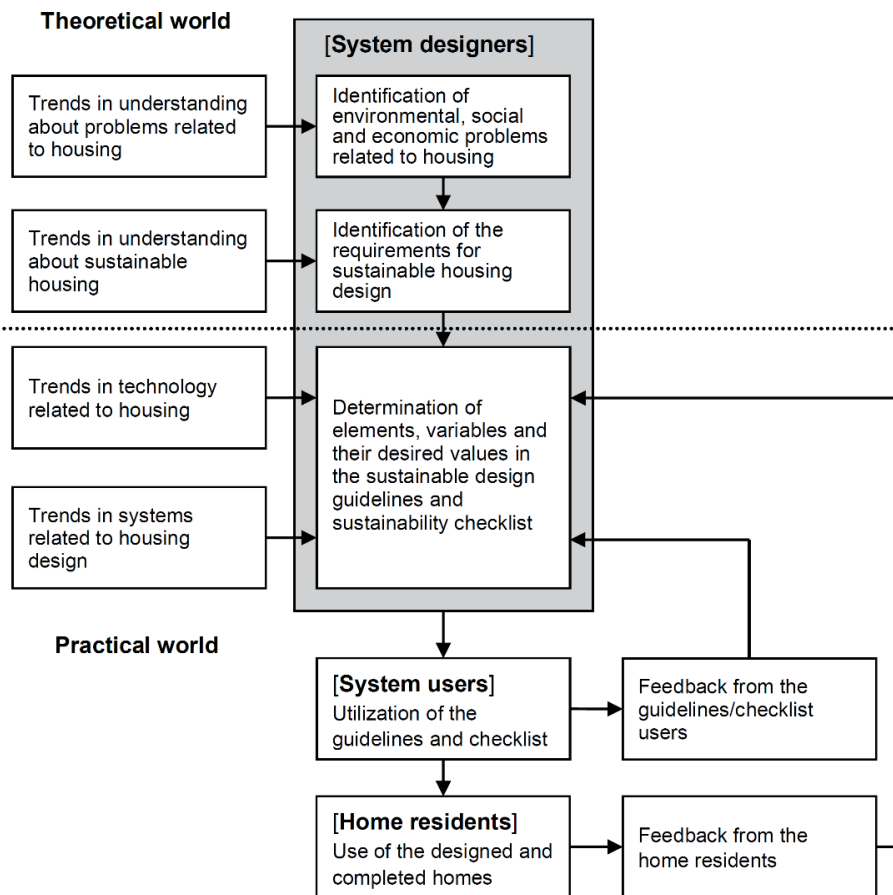 Theoretical world
[System designers]
Trends in understanding
about problems related
to housing
Identification of
environmental, social
and economic problems
related to housing
Trends in understanding
about sustainable
housing
Identification of the
requirements for
sustainable housing
design
Trends in technology
related to housing
Determination of
elements, variables and
their desired values in
the sustainable design
guidelines and
sustainability checklist
Trends in systems
related to housing
design
Practical world
[System users]
Utilization of the
guidelines and checklist
Feedback from the
guidelines/checklist
users
[Home residents]
Use of the designed and
completed homes
Feedback from the
home residents